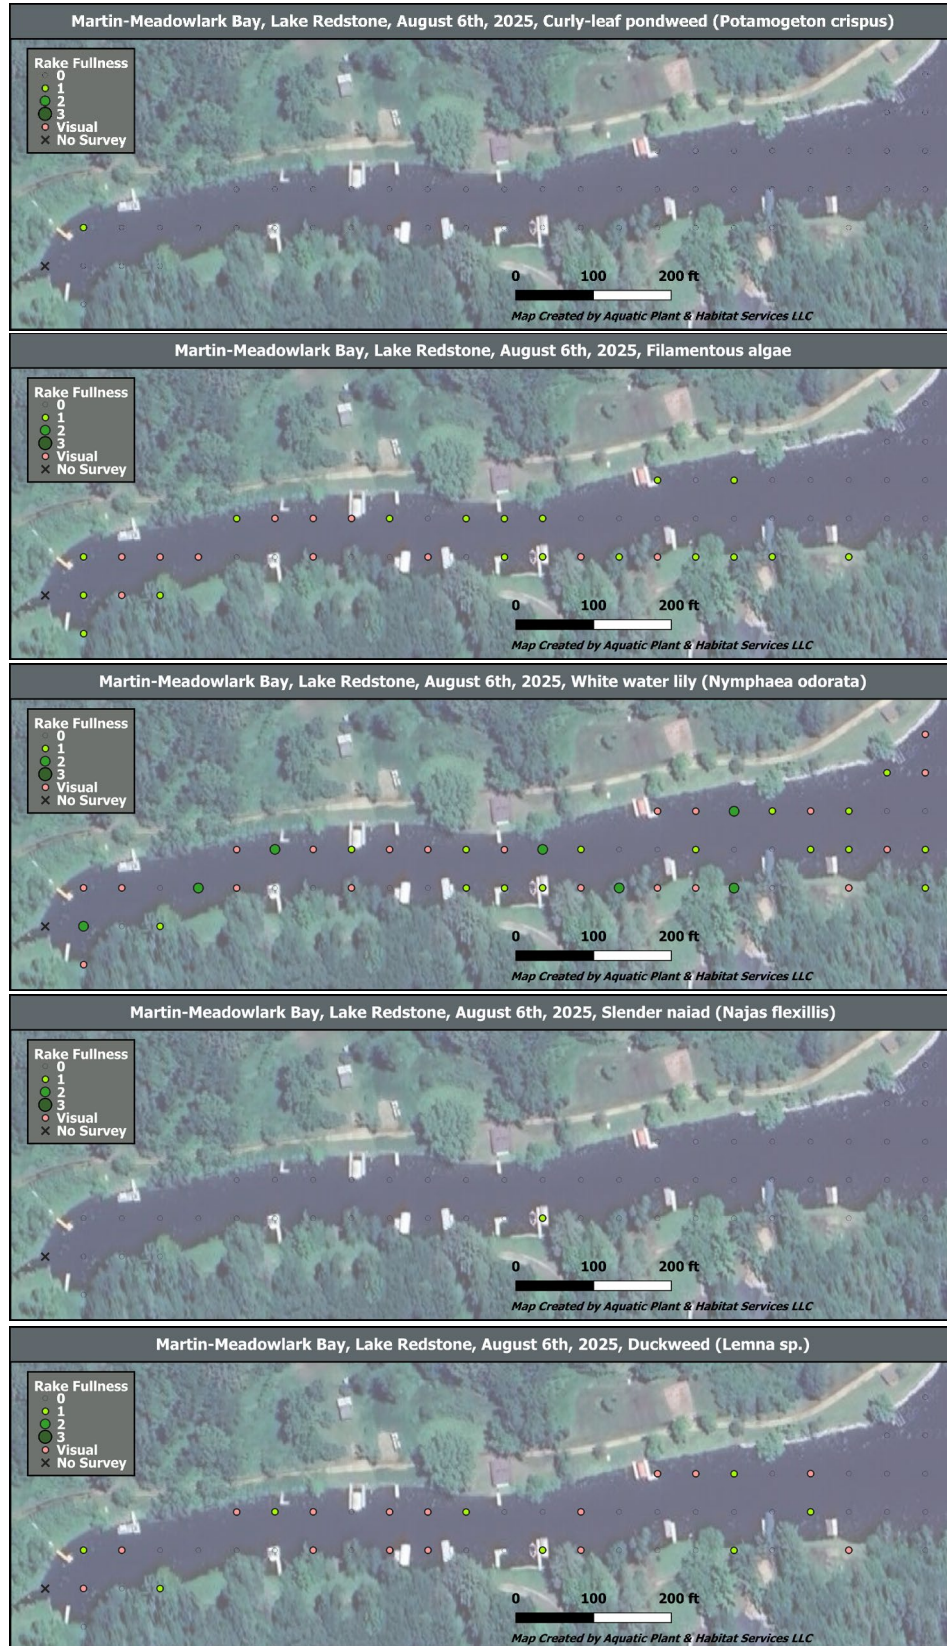 Martin-Meadowlark Bay, Lake Redstone, August 6th, 2025, Curly-leaf pondweed (Potamogeton crispus)
Rake Fullness
0
1
2
3
Visual
No Survey
0 100 200 ft
Map Created by Aquatic Plant & Habitat Services LLC
Martin-Meadowlark Bay, Lake Redstone, August 6th, 2025, Filamentous algae
Rake Fullness
0
1
2
3
Visual
No Survey
0 100 200 ft
Map Created by Aquatic Plant & Habitat Services LLC
Martin-Meadowlark Bay, Lake Redstone, August 6th, 2025, White water lily (Nymphaea odorata)
Rake Fullness
0
1
2
3
Visual
No Survey
0 100 200 ft
Map Created by Aquatic Plant & Habitat Services LLC
Martin-Meadowlark Bay, Lake Redstone, August 6th, 2025, Slender naiad (Najas flexillis)
Rake Fullness
0
1
2
3
Visual
No Survey
0 100 200 ft
Map Created by Aquatic Plant & Habitat Services LLC
Martin-Meadowlark Bay, Lake Redstone, August 6th, 2025, Duckweed (Lemna sp.)
Rake Fullness
0
1
2
3
Visual
No Survey
0 100 200 ft
Map Created by Aquatic Plant & Habitat Services LLC